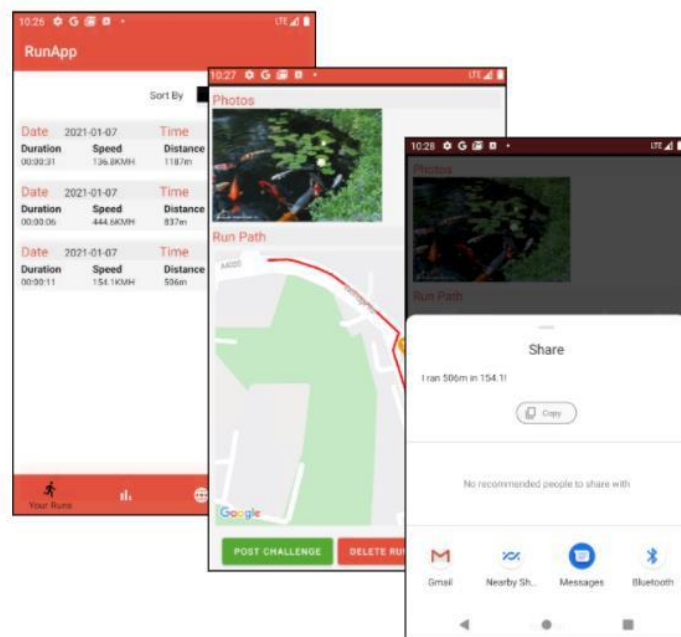 10:26
LTE
RunApp
Sort By
Date 2021-01-07 Time
Duration Speed Distance
00:00:31 136.8KMH 1187m
Date 2021-01-07 Time
Duration Speed Distance
00:00:06 444.6KMH 837m
Date 2021-01-07 Time
Duration Speed Distance
00:00:11 154.1KMH 506m
Your Runs
10:27
LTE
Photos
Run Path
A4020
Google
POST CHALLENGE
DELETE RU
10:28
LTE
Photos
Run Path
Share
I ran 506m in 154.1!
Copy
No recommended people to share with
Gmail Nearby Sh... Messages Bluetooth